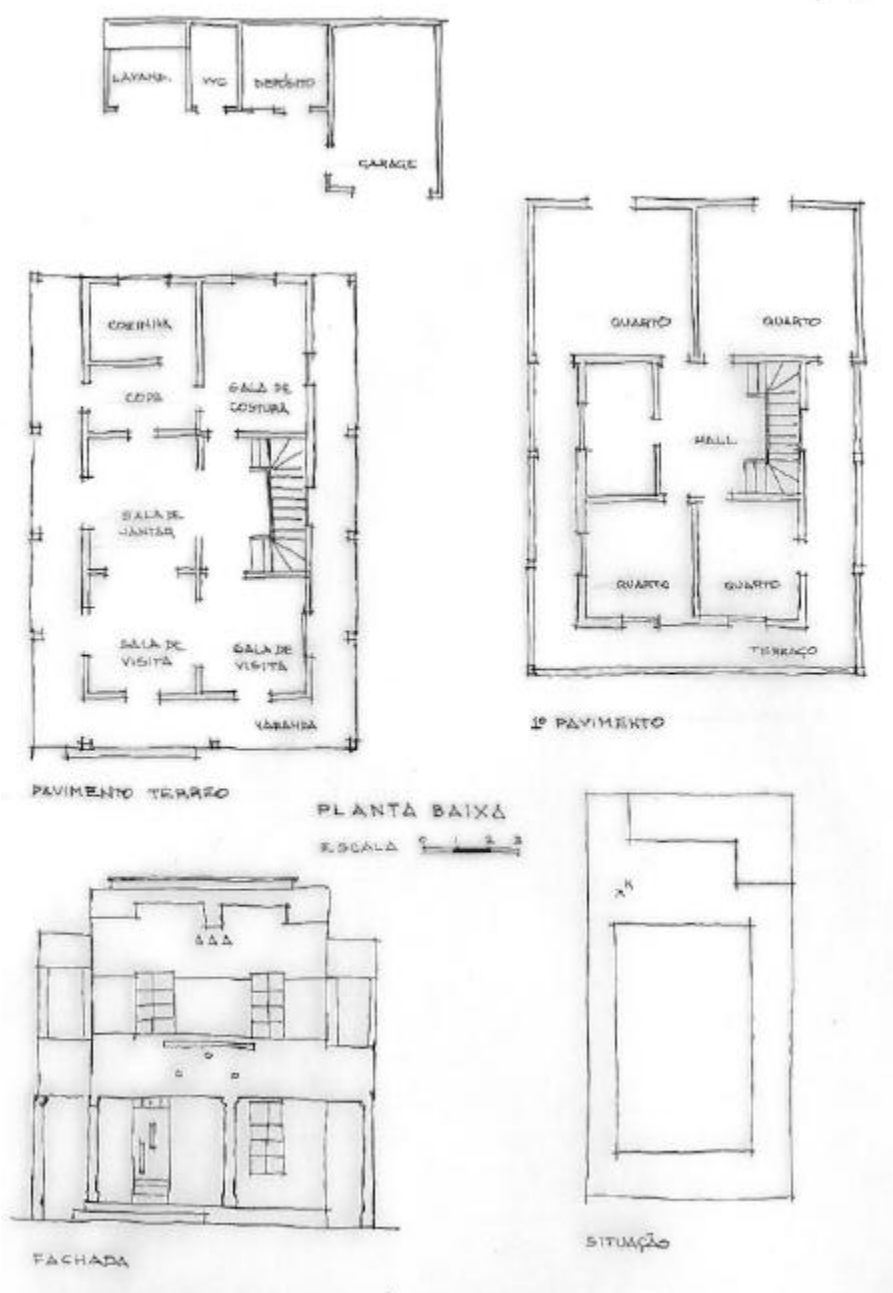 LAVAND.
WC
DEPÓSITO
GARAGE
COZINHA
COPA
SALA DE
COSTURA
SALA DE
JANTAR
SALA DE
VISITA
SALA DE
VISITA
VARANDA
PAVIMENTO TERREO
QUARTO
QUARTO
HALL
QUARTO
QUARTO
TERRAÇO
1º PAVIMENTO
PLANTA BAIXA
ESCALA 0 1 2 3
FACHADA
N
SITUAÇÃO